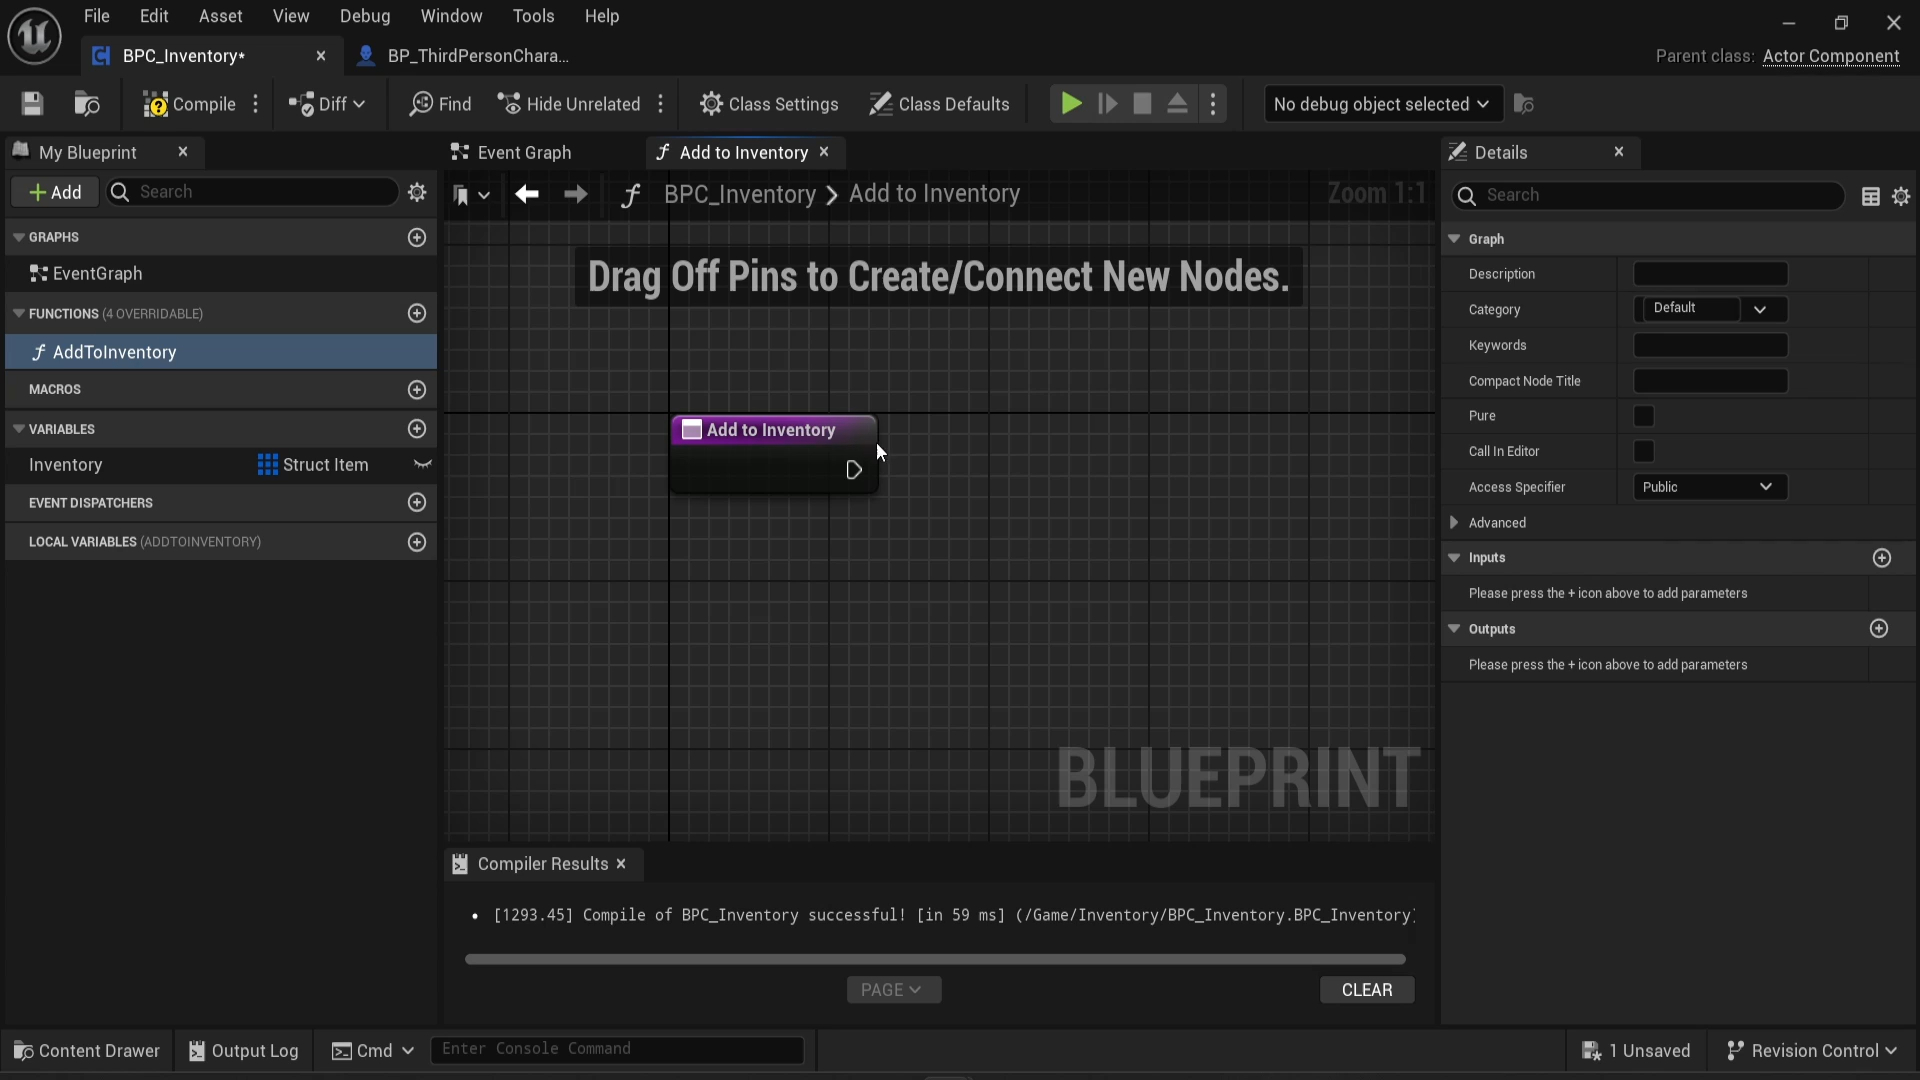 File Edit Asset View Debug Window Tools Help
BPC_Inventory* BP_ThirdPersonChara... Parent class: Actor Component
Compile Diff Find Hide Unrelated Class Settings Class Defaults No debug object selected
My Blueprint
Add Search
GRAPHS
EventGraph
FUNCTIONS (4 OVERRIDABLE)
AddToInventory
MACROS
VARIABLES
Inventory Struct Item
EVENT DISPATCHERS
LOCAL VARIABLES (ADDTOINVENTORY)
Event Graph Add to Inventory
BPC_Inventory > Add to Inventory Zoom 1:1
Drag Off Pins to Create/Connect New Nodes.
Add to Inventory
BLUEPRINT
Compiler Results
[1293.45] Compile of BPC_Inventory successful! [in 59 ms] (/Game/Inventory/BPC_Inventory.BPC_Inventory)
PAGE CLEAR
Details
Search
Graph
Description
Category Default
Keywords
Compact Node Title
Pure
Call In Editor
Access Specifier Public
Advanced
Inputs
Please press the + icon above to add parameters
Outputs
Please press the + icon above to add parameters
Content Drawer Output Log Cmd Enter Console Command 1 Unsaved Revision Control